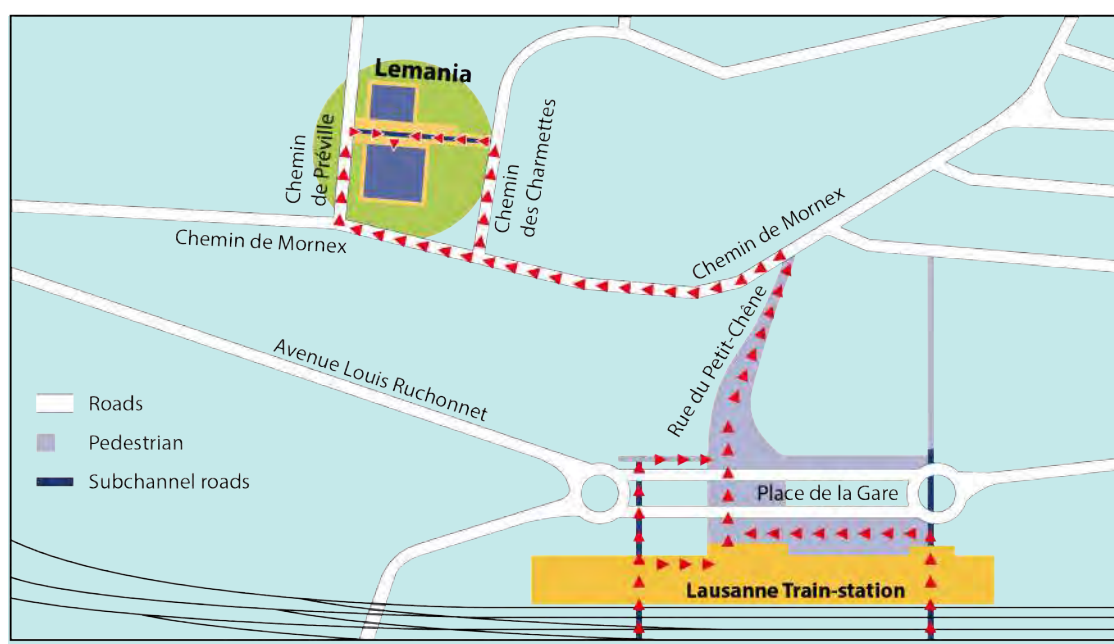 Lemania
Chemin
de Préville
Chemin
des Charmettes
Chemin de Mornex
Chemin de Mornex
Rue du Petit-Chêne
Avenue Louis Ruchonnet
Roads
Pedestrian
Subchannel roads
Place de la Gare
Lausanne Train-station